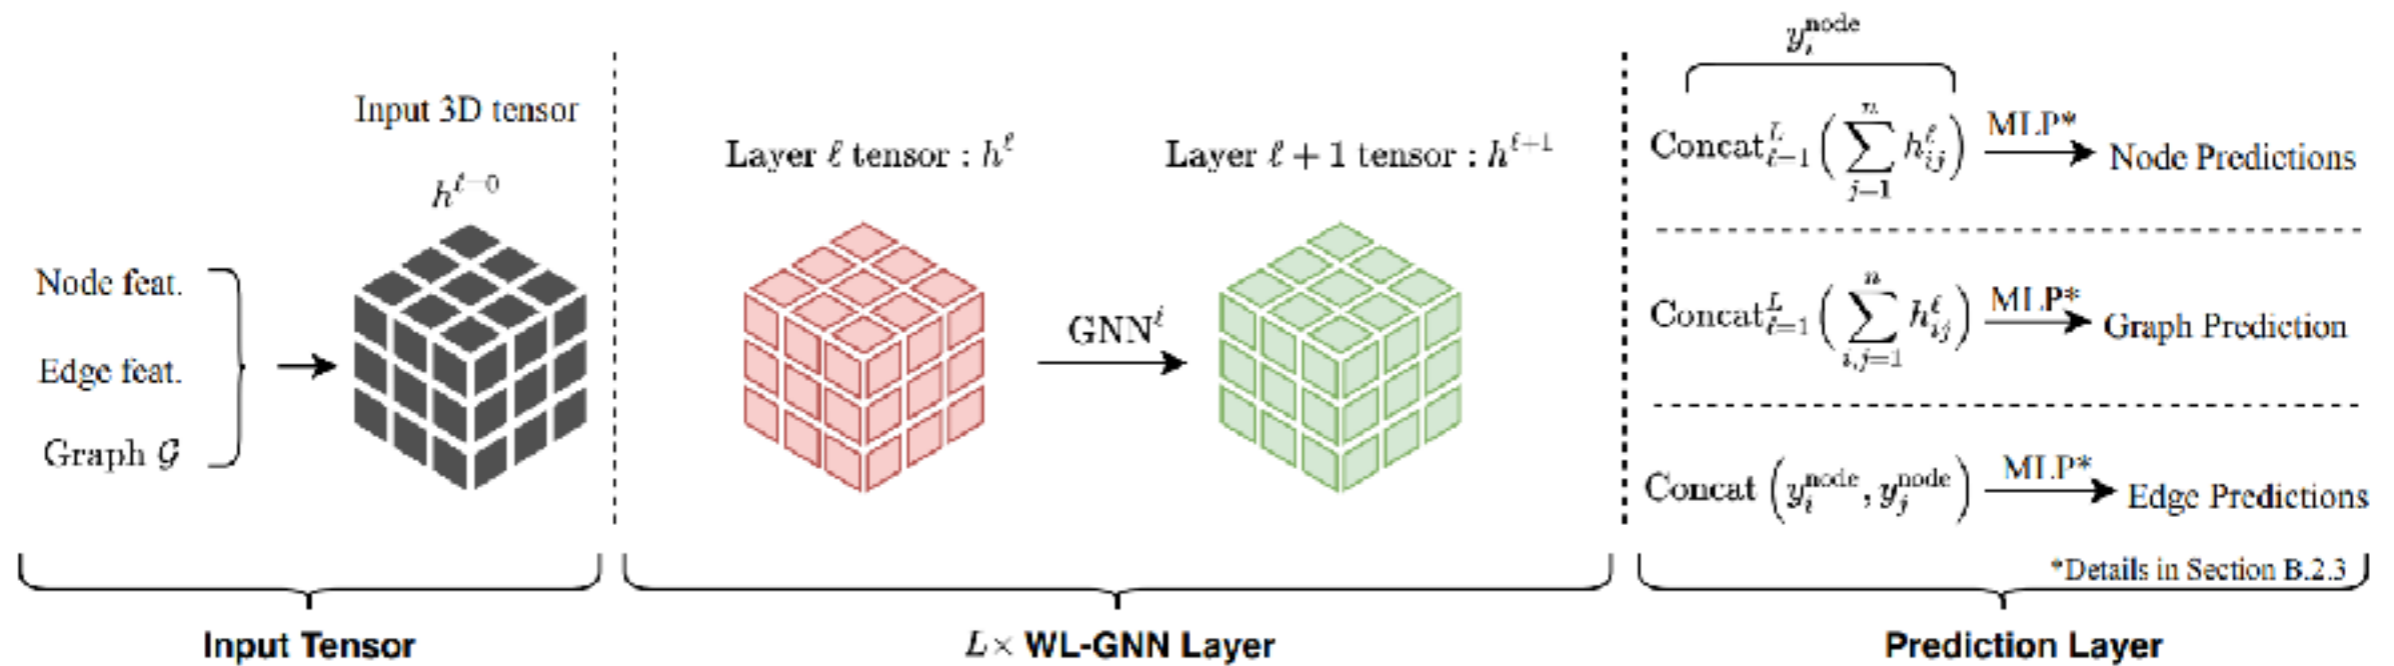 Input 3D tensor
h^{ℓ=0}
Node feat.
Edge feat.
Graph 𝒢
Input Tensor
Layer ℓ tensor : h^ℓ
Layer ℓ + 1 tensor : h^{ℓ+1}
GNN^ℓ
L× WL-GNN Layer
y_i^{node}
Concat_{ℓ=1}^{L} ( ∑_{j=1}^{n} h_{ij}^ℓ ) MLP* Node Predictions
Concat_{ℓ=1}^{L} ( ∑_{i,j=1}^{n} h_{ij}^ℓ ) MLP* Graph Prediction
Concat ( y_i^{node}, y_j^{node} ) MLP* Edge Predictions
*Details in Section B.2.3
Prediction Layer